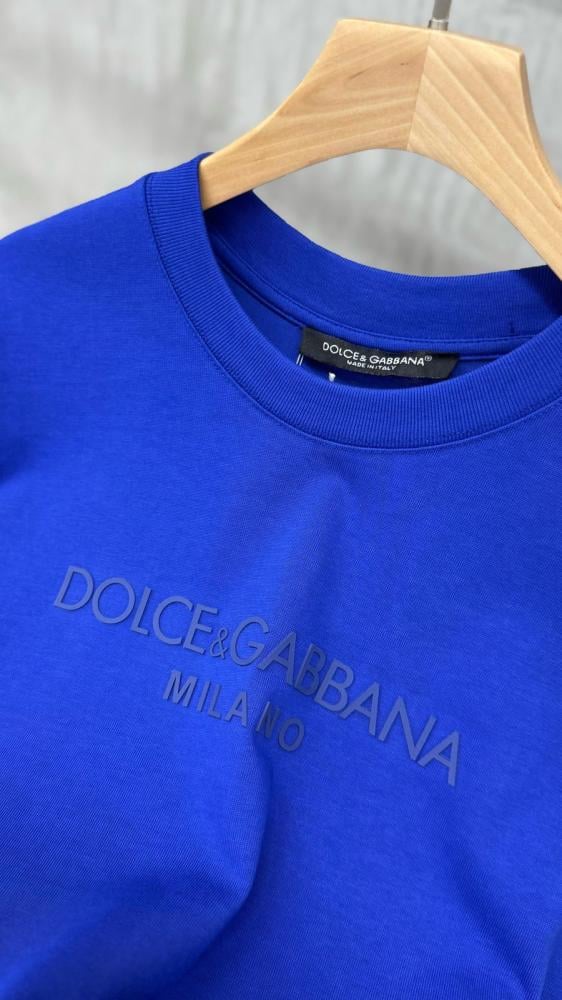 DOLCE & GABBANA®
MADE IN ITALY
DOLCE&GABBANA
MILANO